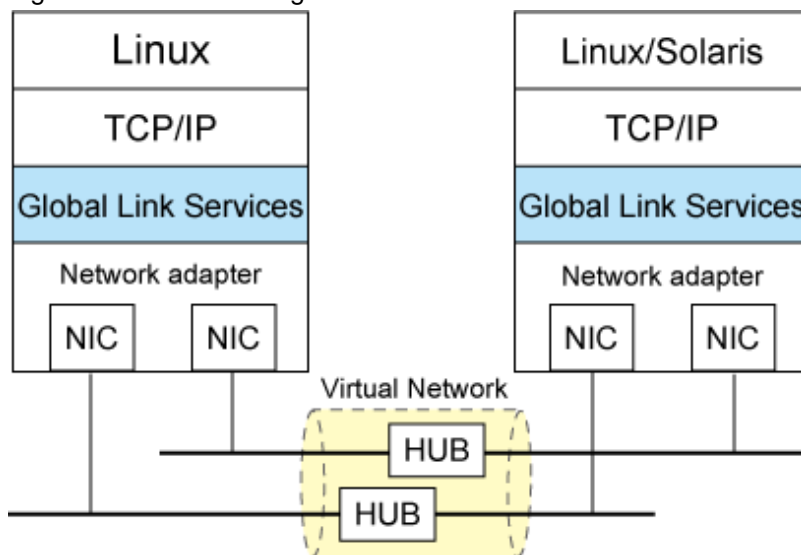 Linux
TCP/IP
Global Link Services
Network adapter
NIC NIC
Linux/Solaris
TCP/IP
Global Link Services
Network adapter
NIC NIC
Virtual Network
HUB
HUB